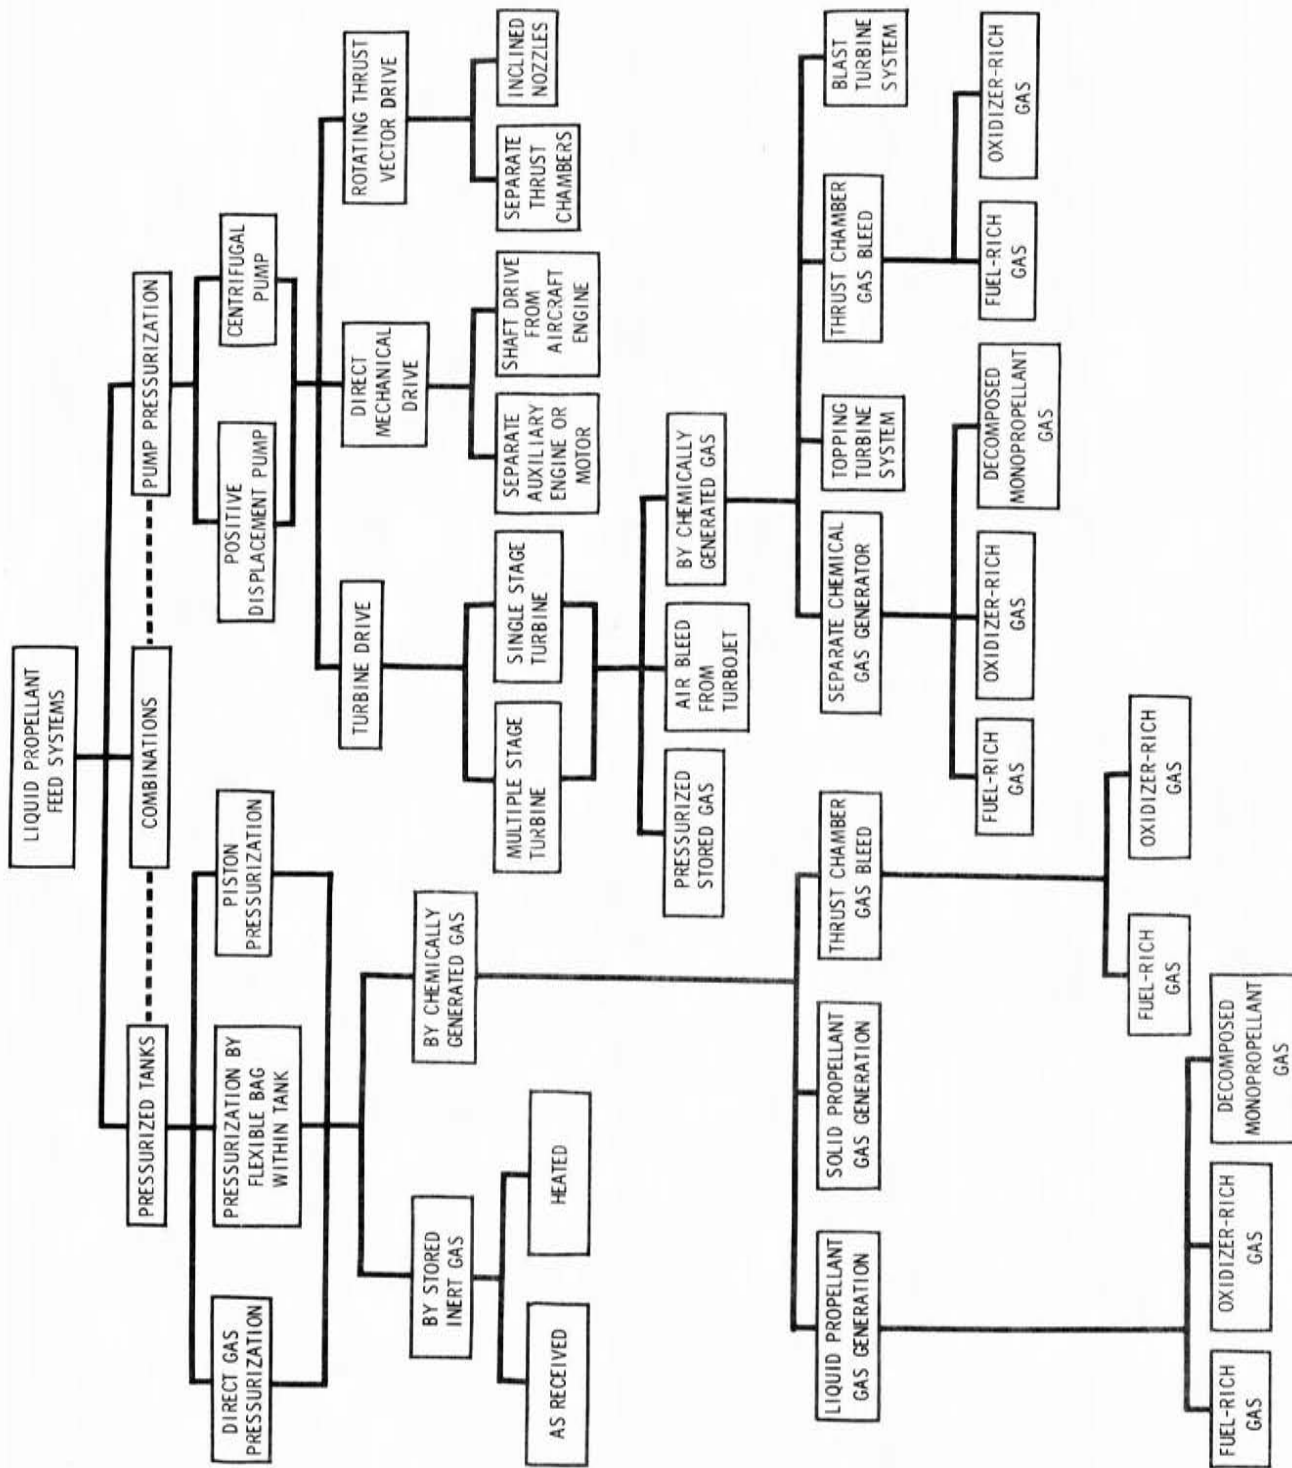 LIQUID PROPELLANT
FEED SYSTEMS
PRESSURIZED TANKS
COMBINATIONS
PUMP PRESSURIZATION
DIRECT GAS
PRESSURIZATION
PRESSURIZATION BY
FLEXIBLE BAG
WITHIN TANK
PISTON
PRESSURIZATION
POSITIVE
DISPLACEMENT PUMP
CENTRIFUGAL
PUMP
TURBINE DRIVE
DIRECT
MECHANICAL
DRIVE
ROTATING THRUST
VECTOR DRIVE
BY STORED
INERT GAS
BY CHEMICALLY
GENERATED GAS
MULTIPLE STAGE
TURBINE
SINGLE STAGE
TURBINE
SEPARATE
AUXILIARY
ENGINE OR
MOTOR
SHAFT DRIVE
FROM
AIRCRAFT
ENGINE
SEPARATE
THRUST
CHAMBERS
INCLINED
NOZZLES
AS RECEIVED
HEATED
PRESSURIZED
STORED GAS
AIR BLEED
FROM
TURBOJET
BY CHEMICALLY
GENERATED GAS
LIQUID PROPELLANT
GAS GENERATION
SOLID PROPELLANT
GAS GENERATION
THRUST CHAMBER
GAS BLEED
SEPARATE CHEMICAL
GAS GENERATOR
TOPPING
TURBINE
SYSTEM
THRUST CHAMBER
GAS BLEED
BLAST
TURBINE
SYSTEM
FUEL-RICH
GAS
OXIDIZER-RICH
GAS
DECOMPOSED
MONOPROPELLANT
GAS
FUEL-RICH
GAS
OXIDIZER-RICH
GAS
FUEL-RICH
GAS
OXIDIZER-RICH
GAS
FUEL-RICH
GAS
OXIDIZER-RICH
GAS
DECOMPOSED
MONOPROPELLANT
GAS